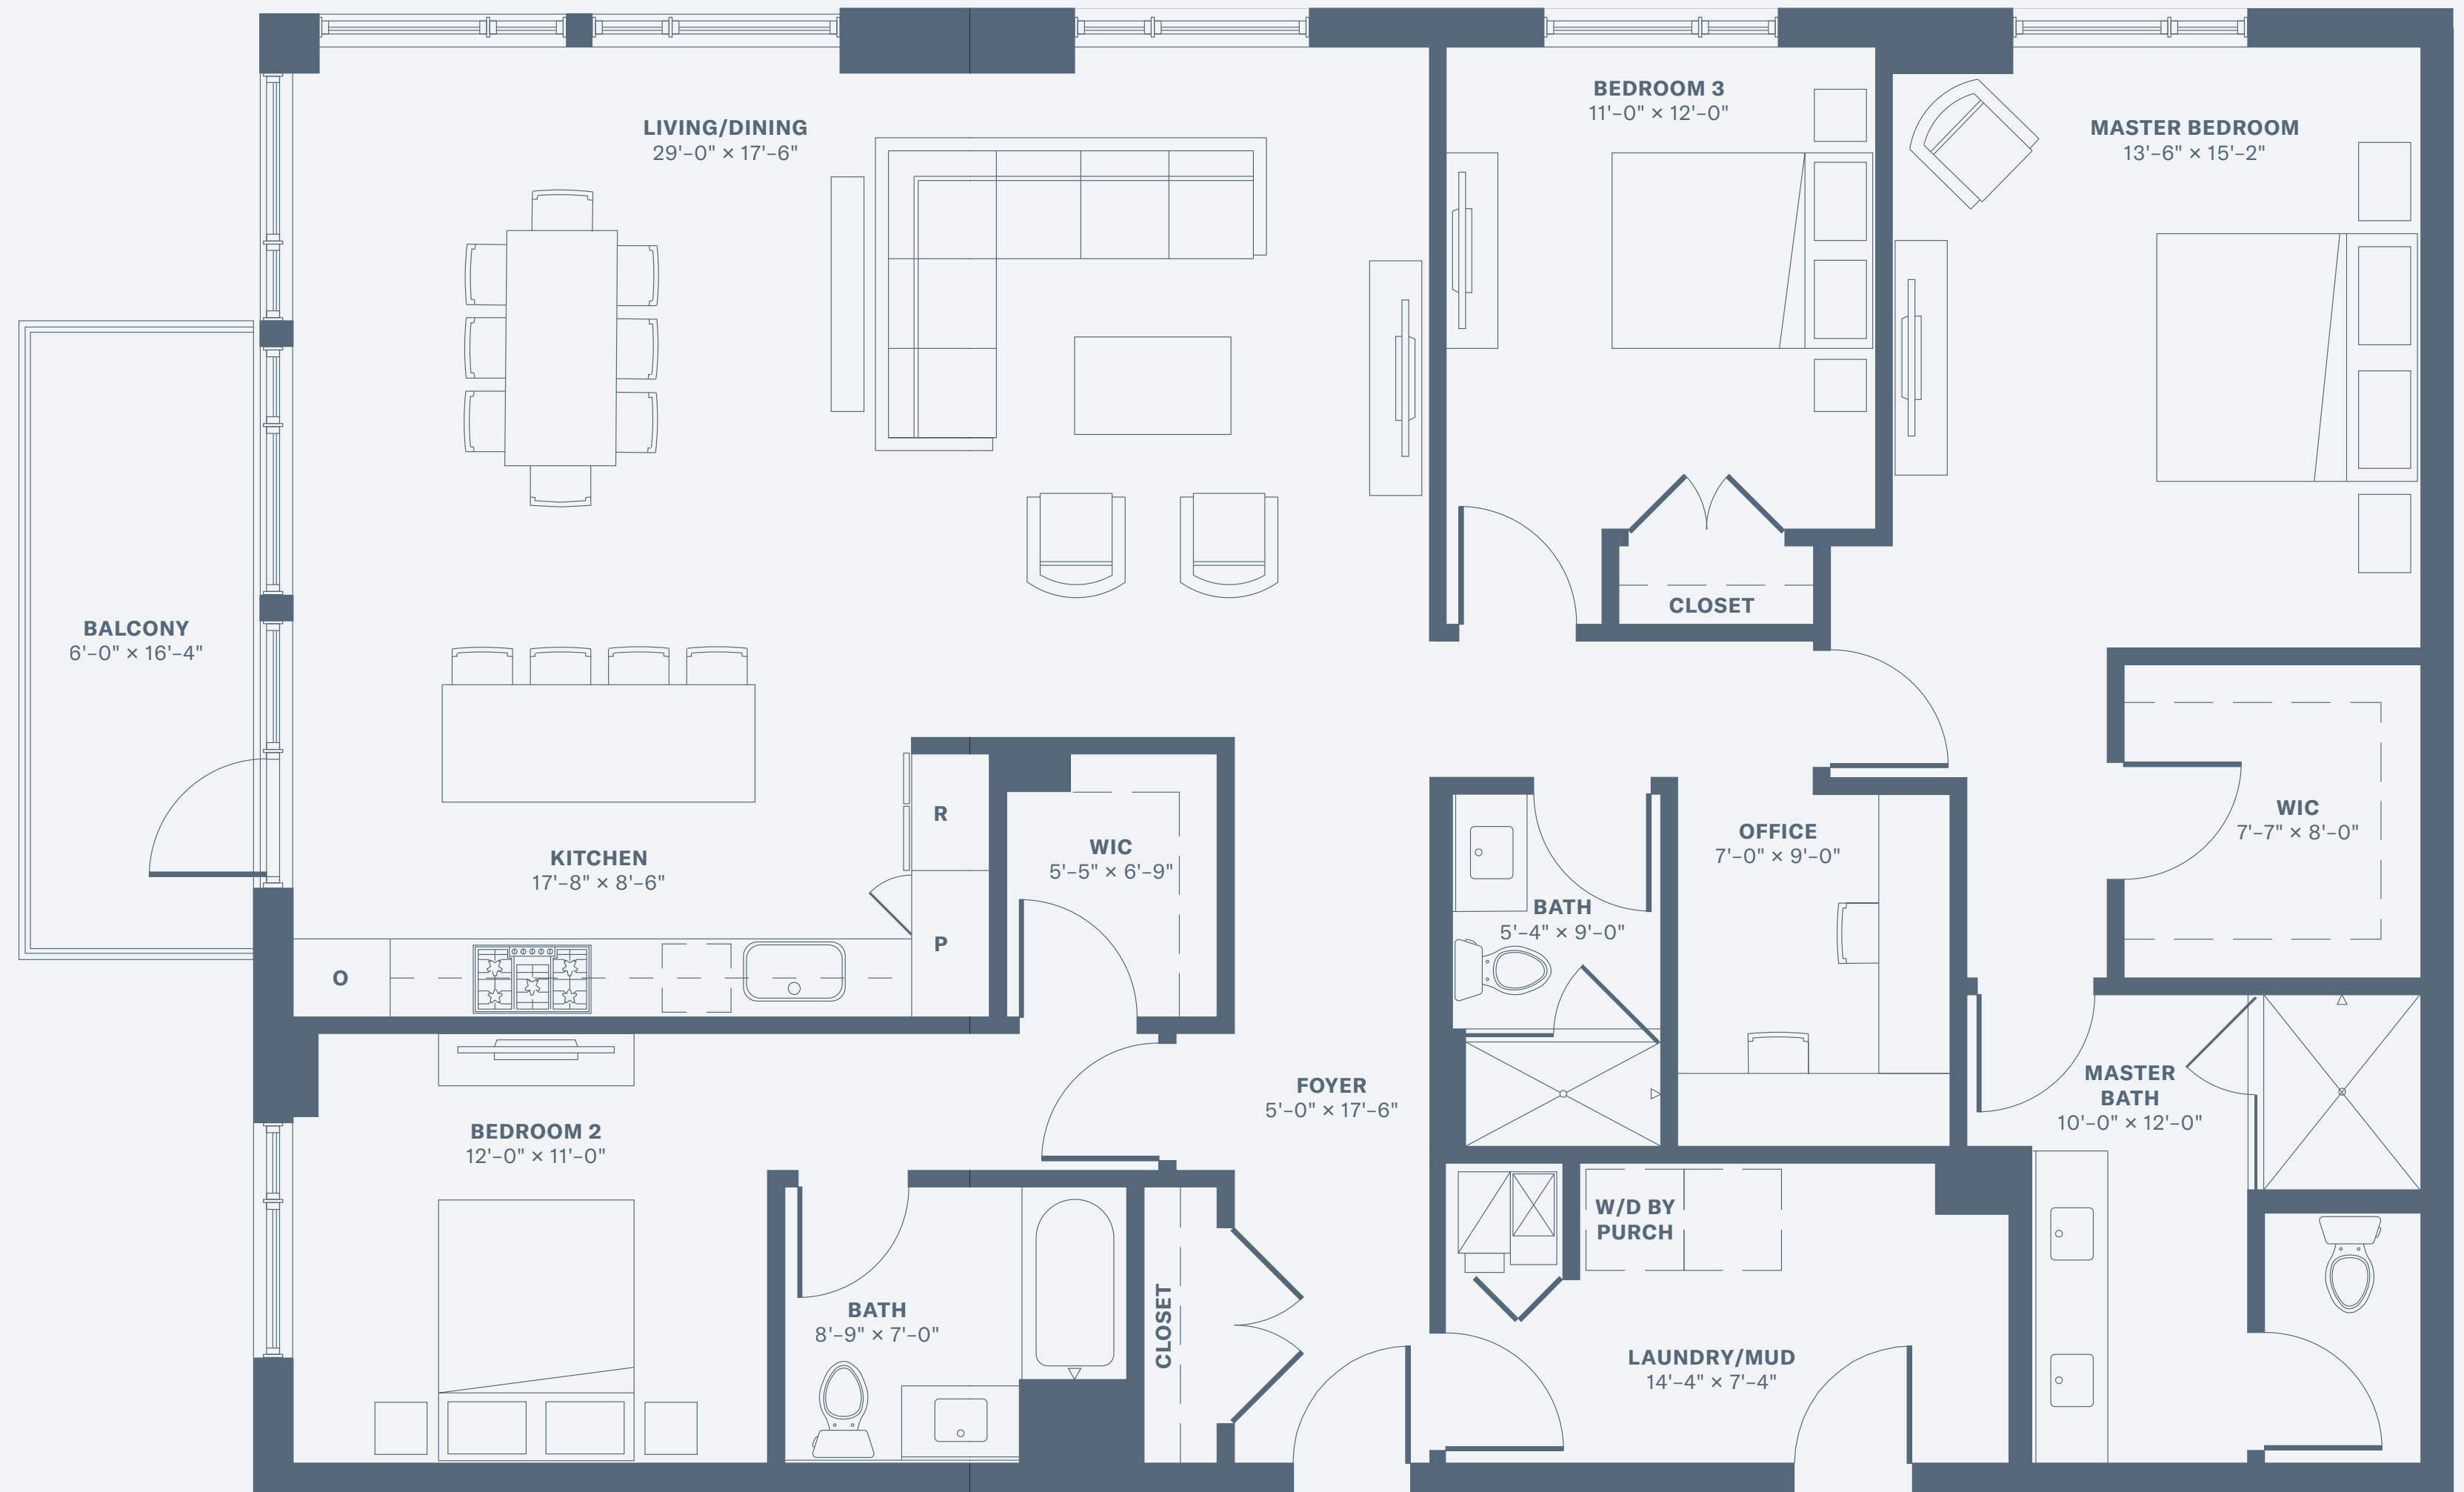 LIVING/DINING
29'–0" × 17'–6"
BEDROOM 3
11'–0" × 12'–0"
MASTER BEDROOM
13'–6" × 15'–2"
CLOSET
BALCONY
6'–0" × 16'–4"
KITCHEN
17'–8" × 8'–6"
R
P
O
WIC
5'–5" × 6'–9"
BATH
5'–4" × 9'–0"
OFFICE
7'–0" × 9'–0"
WIC
7'–7" × 8'–0"
FOYER
5'–0" × 17'–6"
MASTER
BATH
10'–0" × 12'–0"
BEDROOM 2
12'–0" × 11'–0"
W/D BY
PURCH
BATH
8'–9" × 7'–0"
CLOSET
LAUNDRY/MUD
14'–4" × 7'–4"